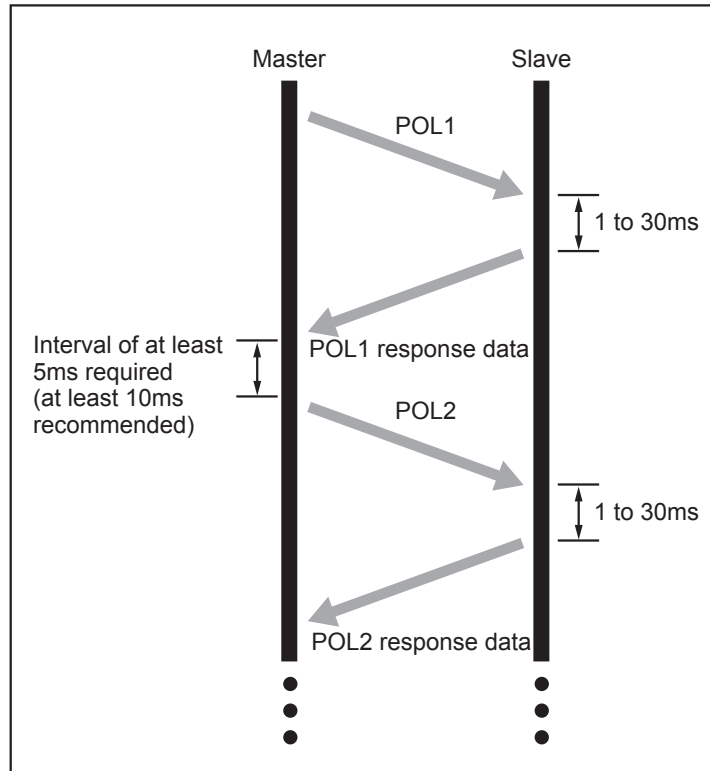 Master
Slave
POL1
1 to 30ms
POL1 response data
Interval of at least
5ms required
(at least 10ms
recommended)
POL2
1 to 30ms
POL2 response data